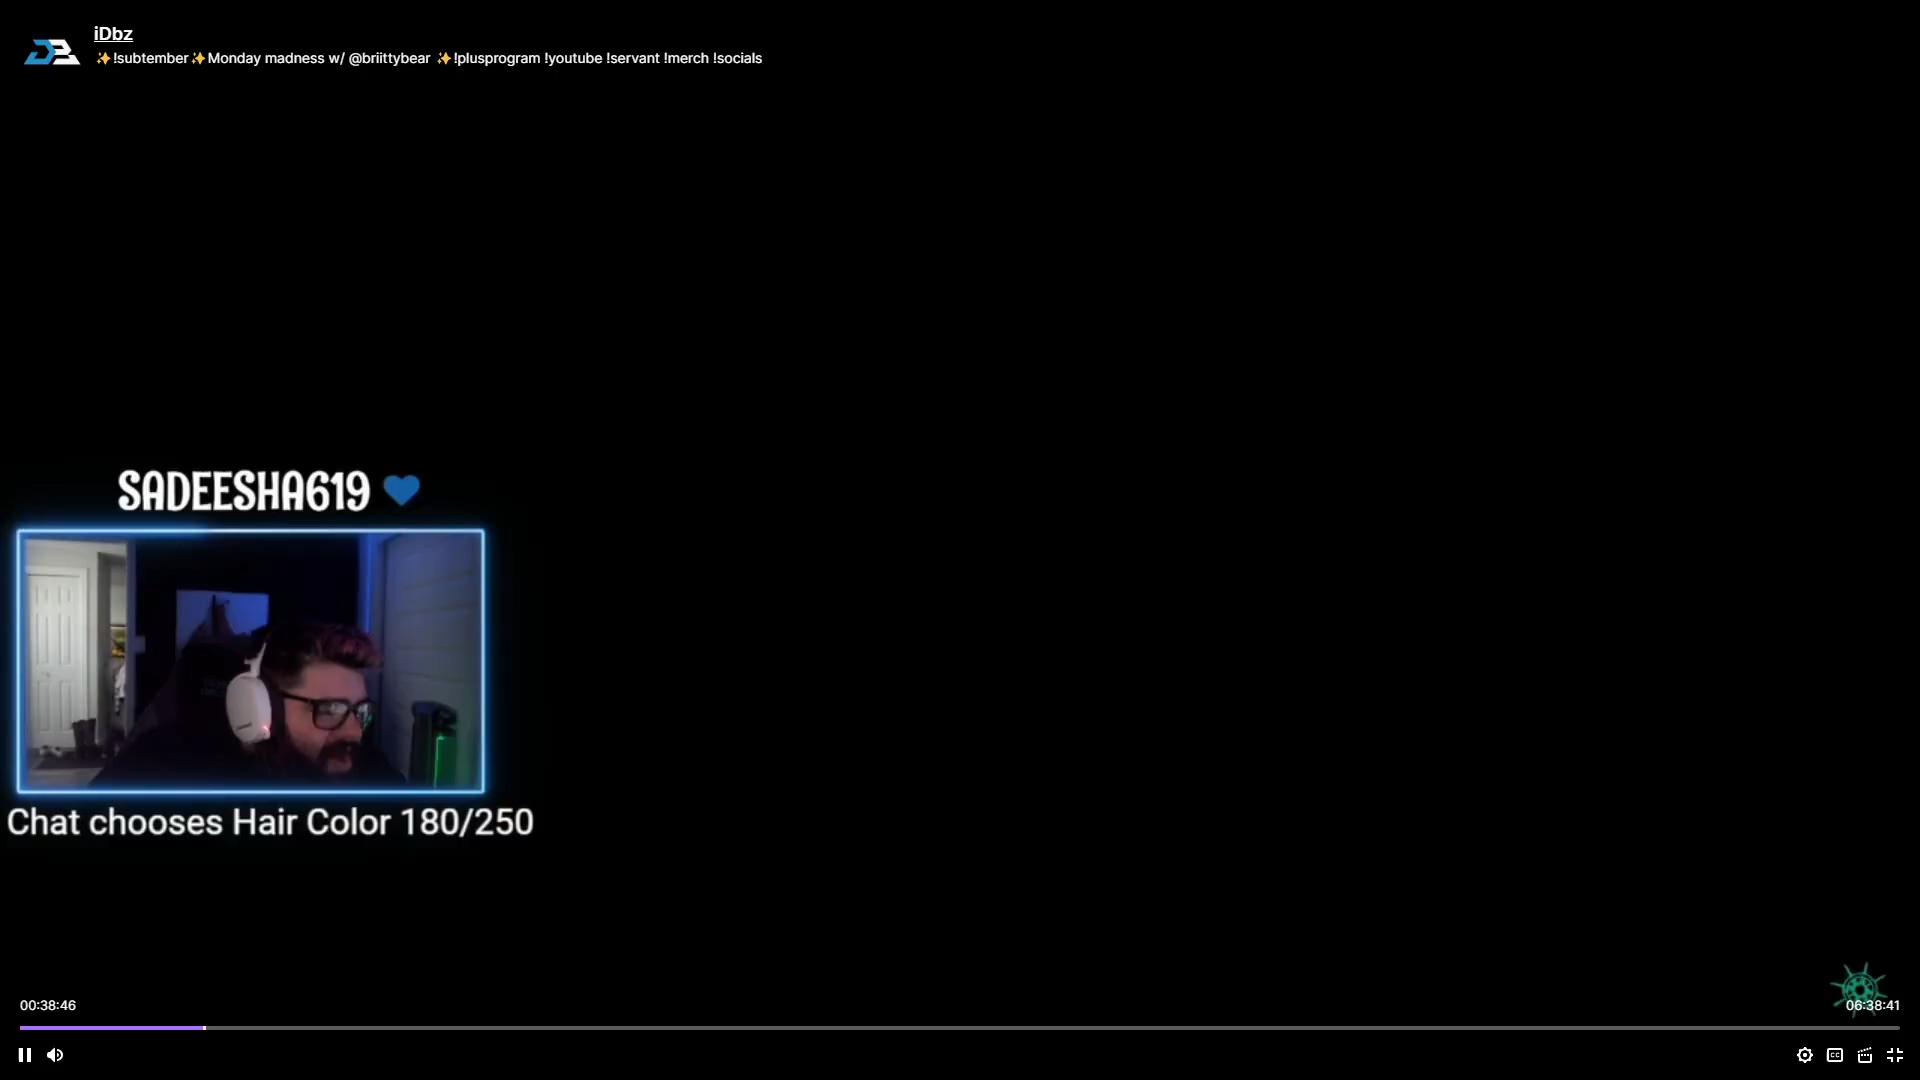 iDbz
✨!subtember✨Monday madness w/ @briittybear ✨!plusprogram !youtube !servant !merch !socials
SADEESHA619 💙
Chat chooses Hair Color 180/250
00:38:46
06:38:41